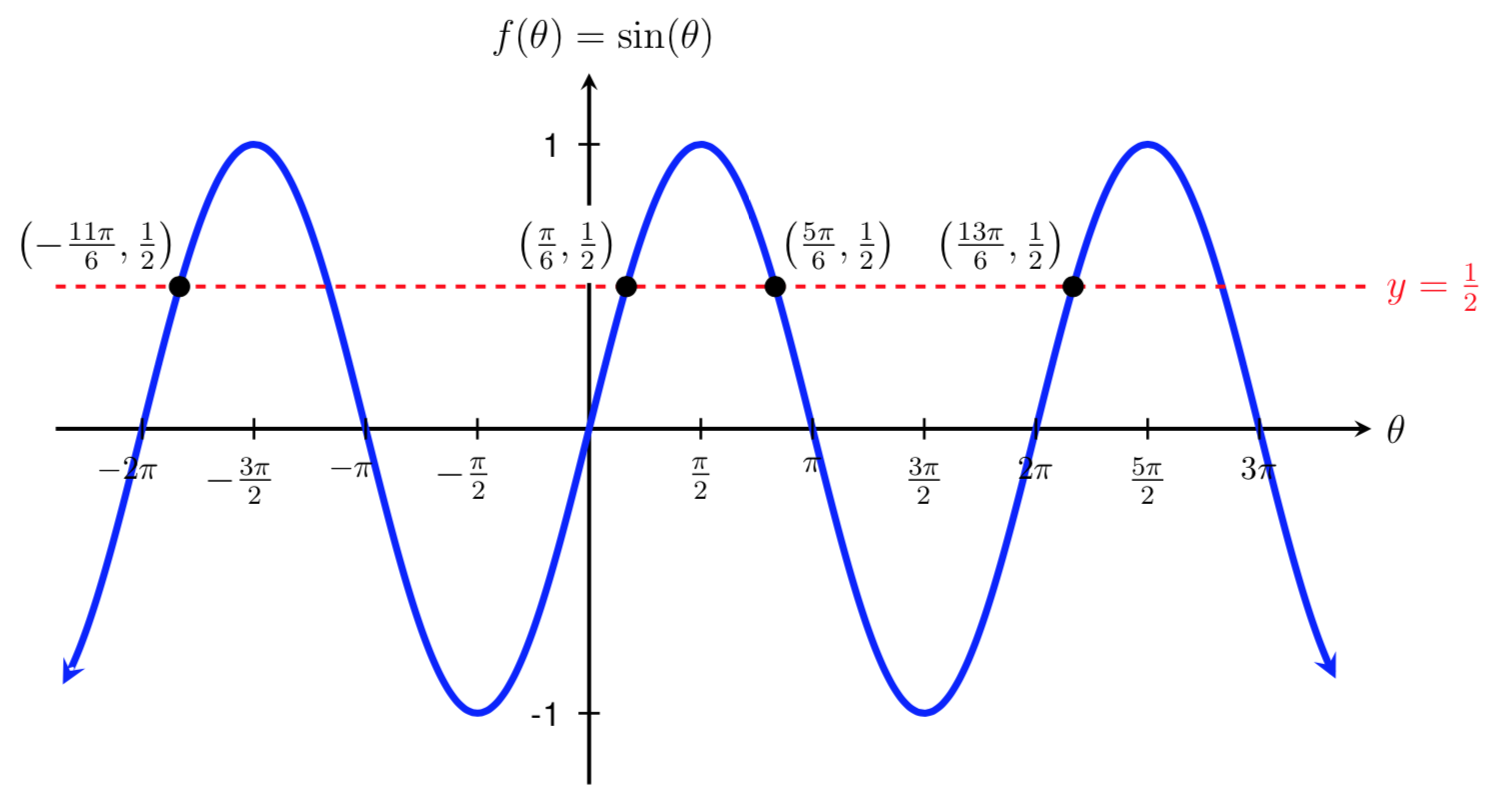 f(θ) = sin(θ)
1
(−11π/6, 1/2) (π/6, 1/2) (5π/6, 1/2) (13π/6, 1/2)
y = 1/2
θ
−2π −3π/2 −π −π/2 π/2 π 3π/2 2π 5π/2 3π
-1